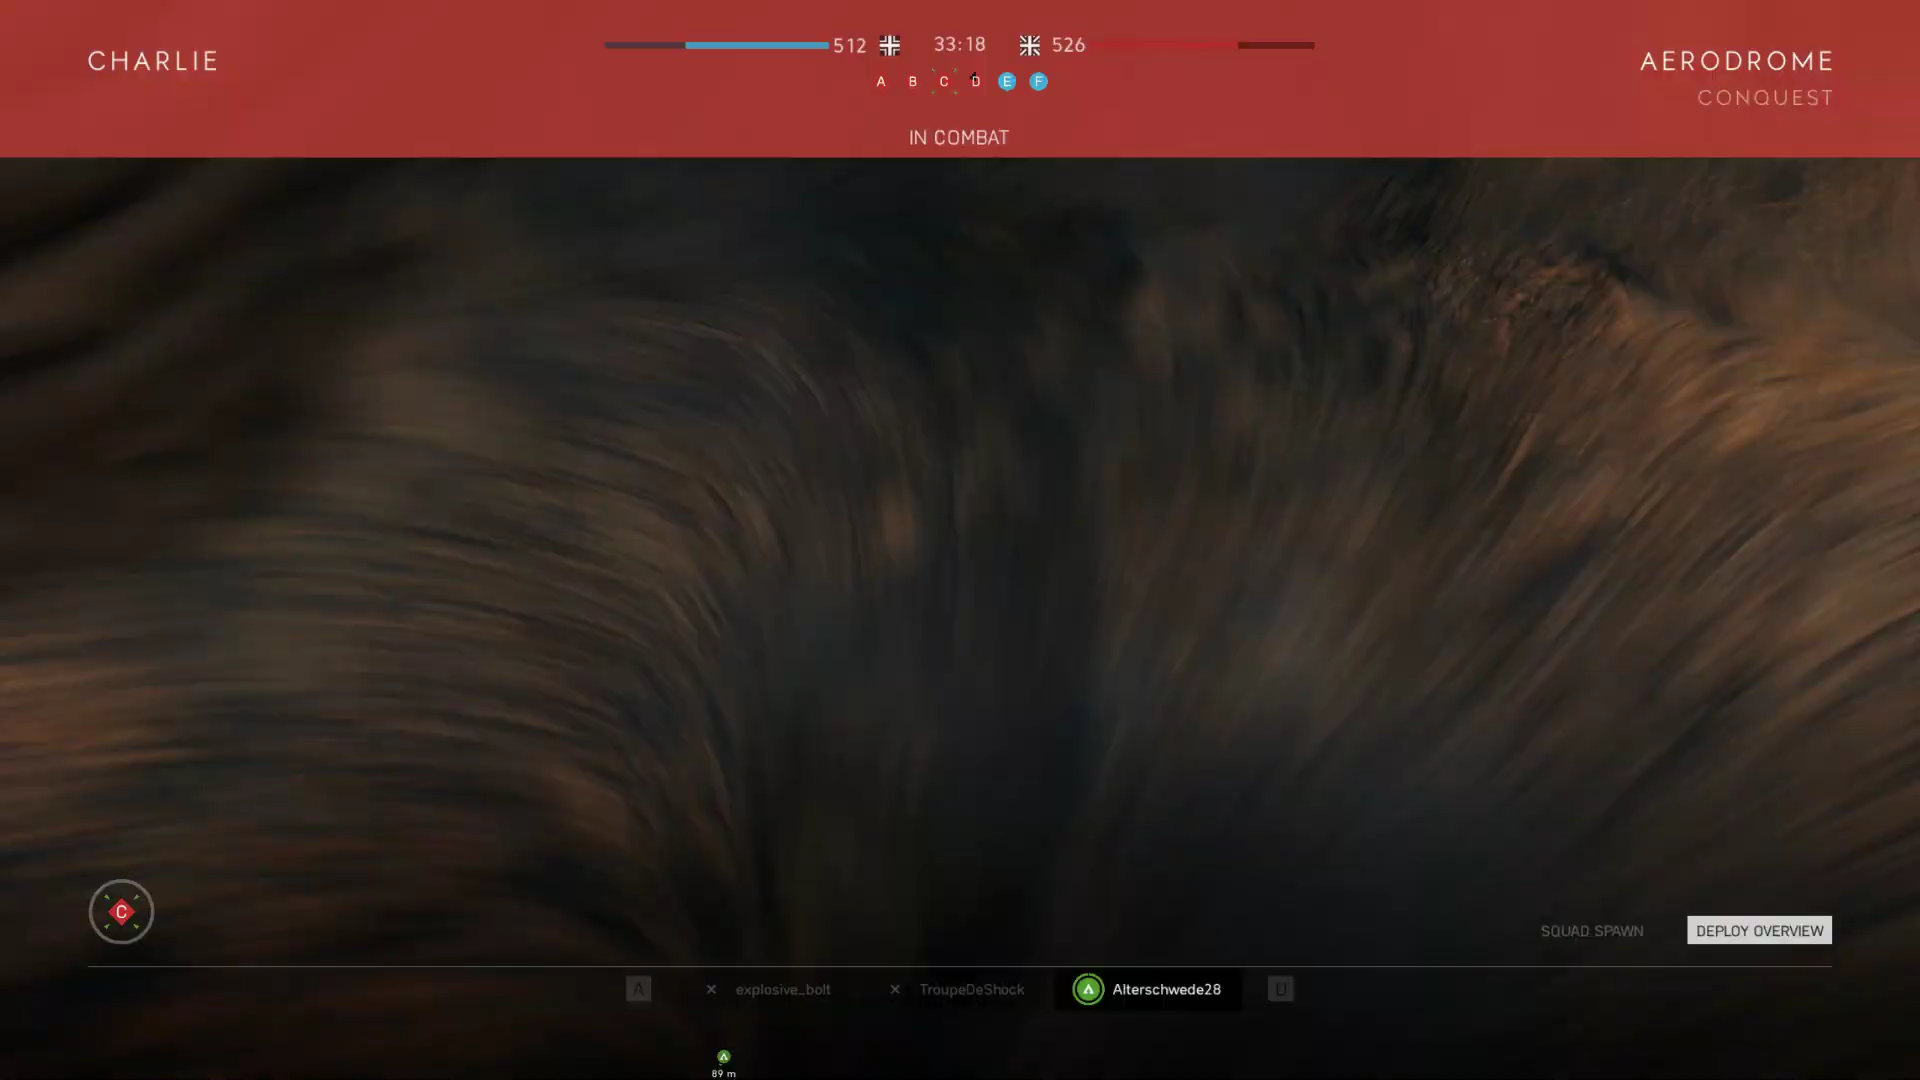 CHARLIE
512 33:18 526
A B C D E F
IN COMBAT
AERODROME
CONQUEST
C
SQUAD SPAWN
DEPLOY OVERVIEW
A explosive_bolt TroupeDeShock Alterschwede28 D
89 m